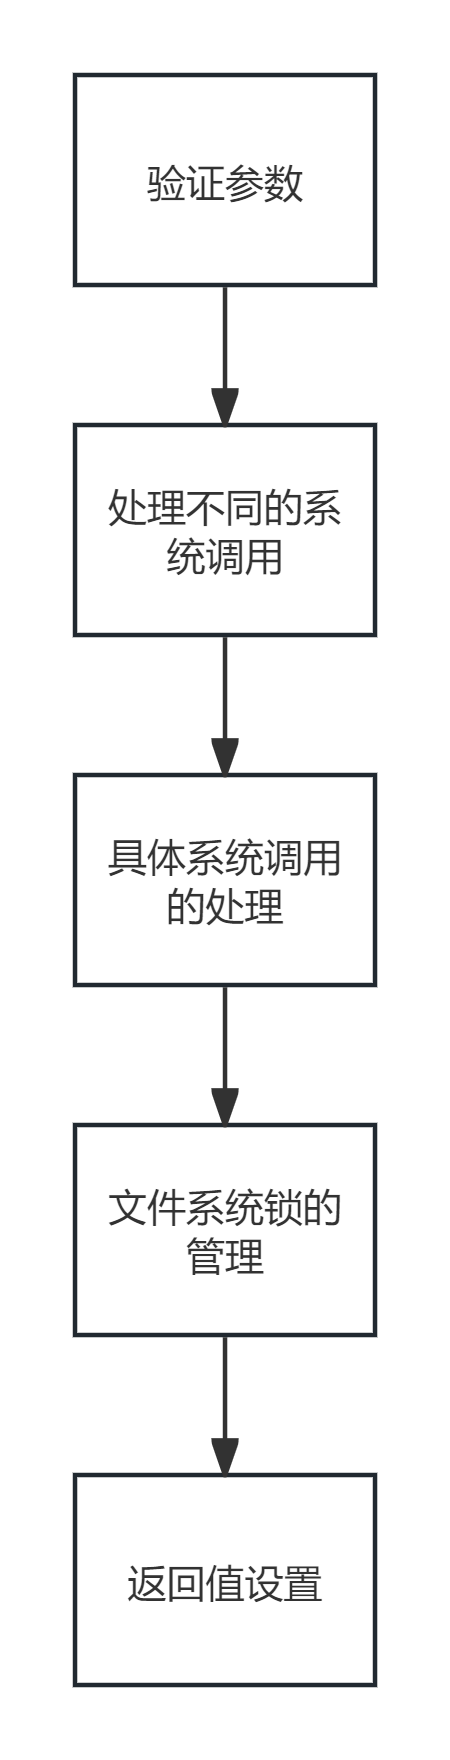 验证参数
处理不同的系
统调用
具体系统调用
的处理
文件系统锁的
管理
返回值设置